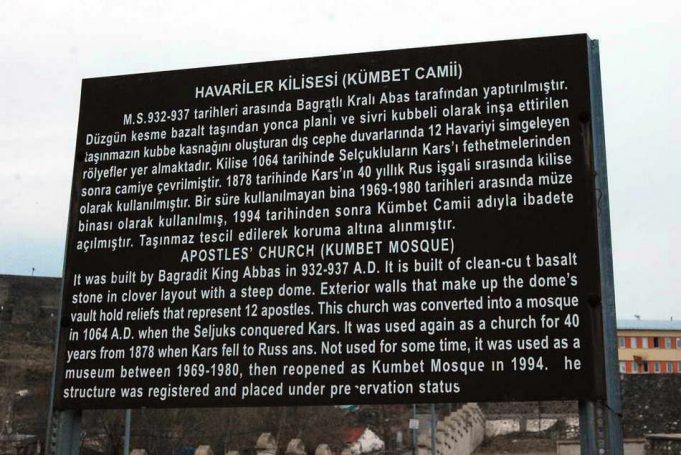 HAVARİLER KİLİSESİ (KÜMBET CAMİİ)
M.S.932-937 tarihleri arasında Bagratlı Kralı Abas tarafından yaptırılmıştır.
Düzgün kesme bazalt taşından yonca planlı ve sivri kubbeli olarak inşa ettirilen
taşınmazın kubbe kasnağını oluşturan dış cephe duvarlarında 12 Havariyi simgeleyen
rölyefler yer almaktadır. Kilise 1064 tarihinde Selçukluların Kars'ı fethetmelerinden
sonra camiye çevrilmiştir. 1878 tarihinde Kars'ın 40 yıllık Rus işgali sırasında kilise
olarak kullanılmıştır. Bir süre kullanılmayan bina 1969-1980 tarihleri arasında müze
binası olarak kullanılmış, 1994 tarihinden sonra Kümbet Camii adıyla ibadete
açılmıştır. Taşınmaz tescil edilerek koruma altına alınmıştır.
APOSTLES' CHURCH (KUMBET MOSQUE)
It was built by Bagradit King Abbas in 932-937 A.D. It is built of clean-cu t basalt
stone in clover layout with a steep dome. Exterior walls that make up the dome's
vault hold reliefs that represent 12 apostles. This church was converted into a mosque
in 1064 A.D. when the Seljuks conquered Kars. It was used again as a church for 40
years from 1878 when Kars fell to Russ ans. Not used for some time, it was used as a
museum between 1969-1980, then reopened as Kumbet Mosque in 1994. he
structure was registered and placed under pre ervation status